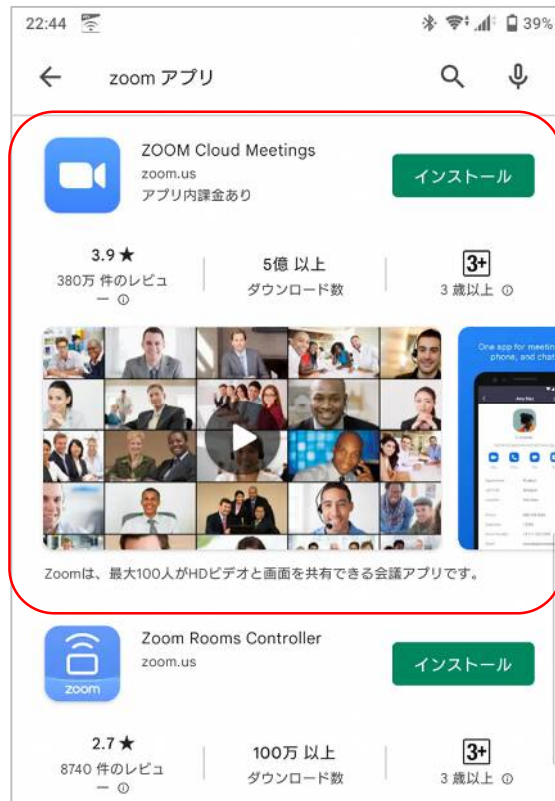 22:44 39%
zoom アプリ
ZOOM Cloud Meetings
zoom.us
アプリ内課金あり
インストール
3.9★
380万 件のレビュ
ー
5億 以上
ダウンロード数
3+
3 歳以上
One app for meetin
phone, and chat
Zoomは、最大100人がHDビデオと画面を共有できる会議アプリです。
Zoom Rooms Controller
zoom.us
インストール
zoom
2.7★
8740 件のレビュ
ー
100万 以上
ダウンロード数
3+
3 歳以上